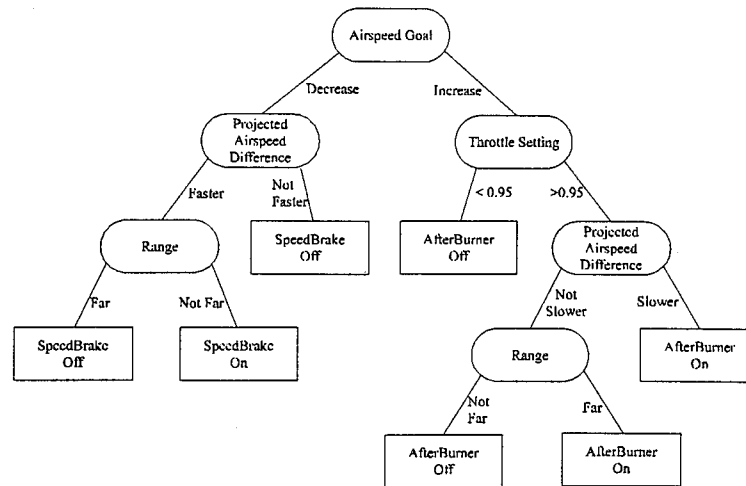 Airspeed Goal
Decrease
Increase
Projected
Airspeed
Difference
Throttle Setting
Faster
Not
Faster
< 0.95
>0.95
Range
SpeedBrake
Off
AfterBurner
Off
Projected
Airspeed
Difference
Far
Not Far
Not
Slower
Slower
SpeedBrake
Off
SpeedBrake
On
Range
AfterBurner
On
Not
Far
Far
AfterBurner
Off
AfterBurner
On